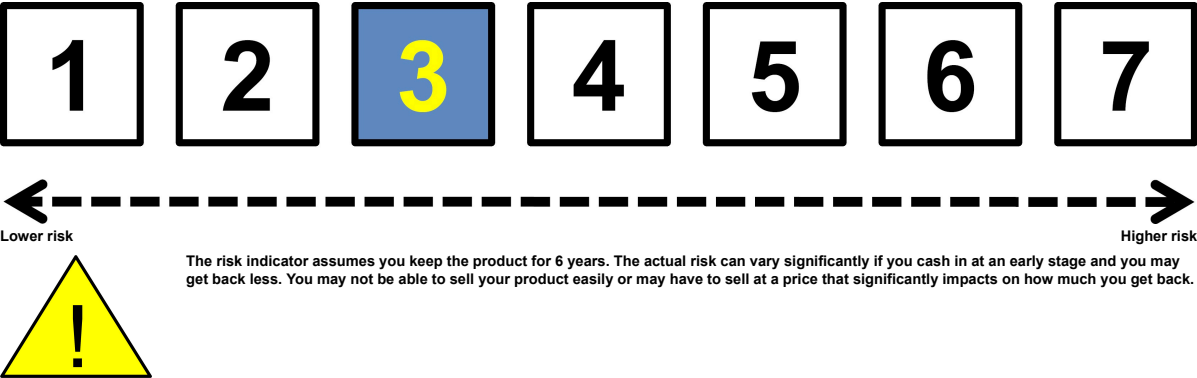 1 2 3 4 5 6 7
Lower risk Higher risk
The risk indicator assumes you keep the product for 6 years. The actual risk can vary significantly if you cash in at an early stage and you may
get back less. You may not be able to sell your product easily or may have to sell at a price that significantly impacts on how much you get back.
!